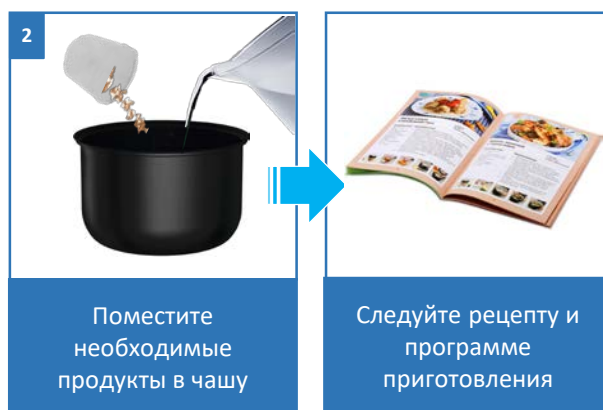 2
Поместите
необходимые
продукты в чашу
Следуйте рецепту и
программе
приготовления